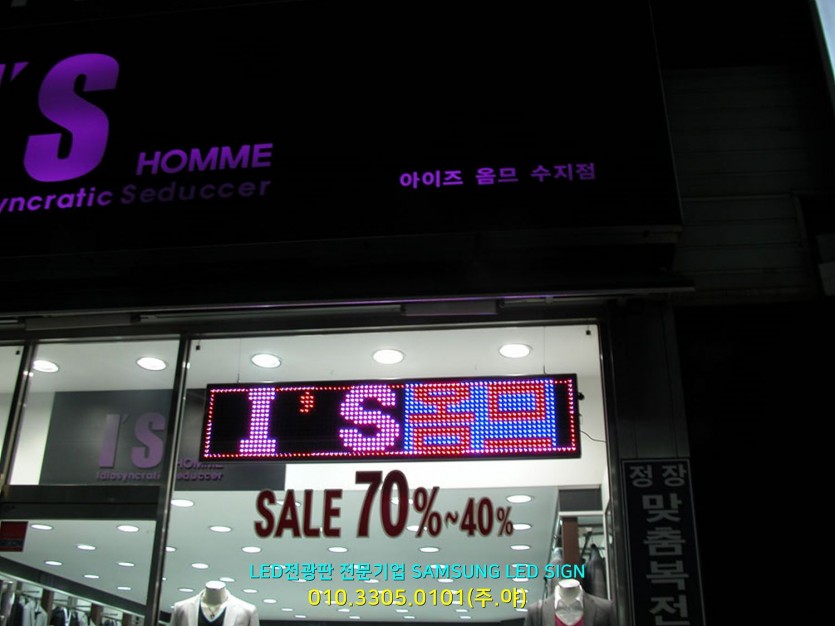 I'S
HOMME
yncratic Seduccer
아이즈 옴므 수지점
I'S옴므
I'S
HOMME
Idiosyncratic Seduccer
SALE 70%~40%
정장
맞춤복전
LED전광판 전문기업 SAMSUNG LED SIGN
010.3305.0101(주.야)